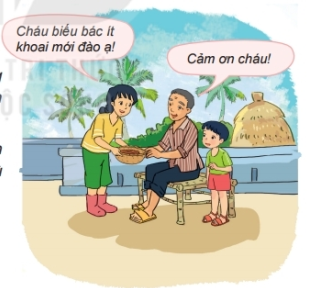 Cháu biếu bác ít
khoai mới đào ạ!
Cảm ơn cháu!